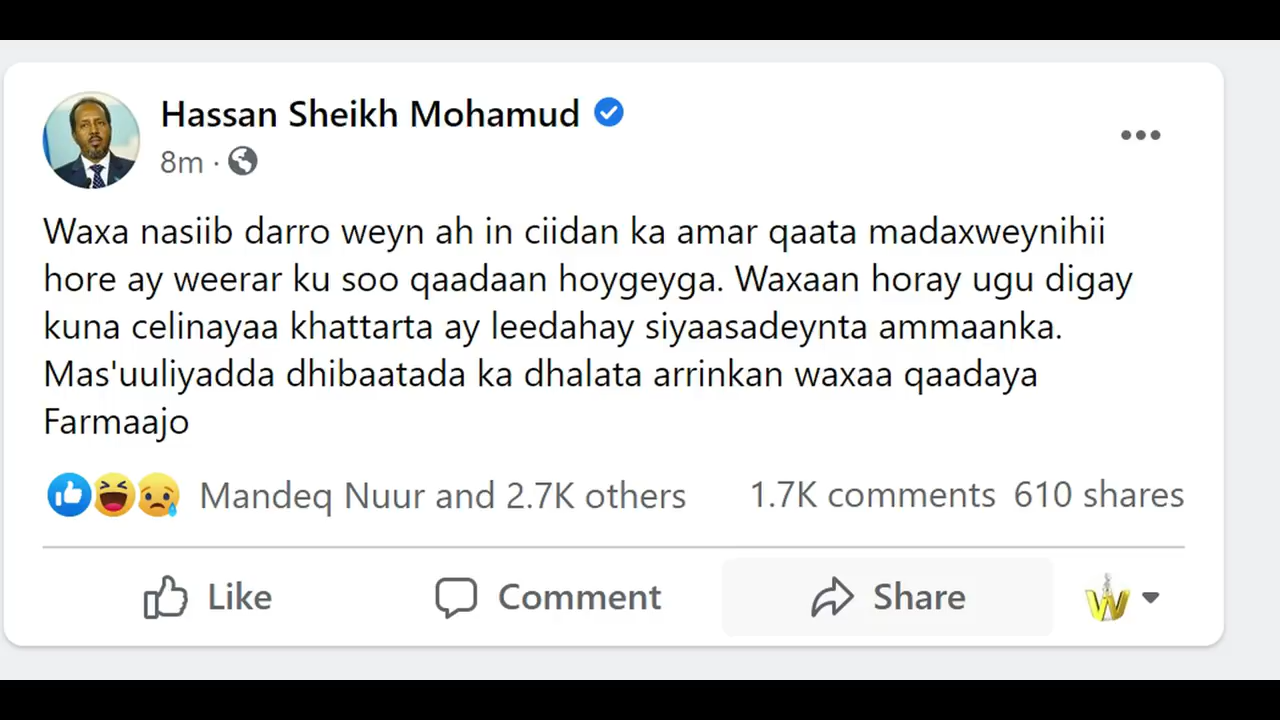 Hassan Sheikh Mohamud
8m ·
Waxa nasiib darro weyn ah in ciidan ka amar qaata madaxweynihii
hore ay weerar ku soo qaadaan hoygeyga. Waxaan horay ugu digay
kuna celinayaa khattarta ay leedahay siyaasadeynta ammaanka.
Mas'uuliyadda dhibaatada ka dhalata arrinkan waxaa qaadaya
Farmaajo
Mandeq Nuur and 2.7K others 1.7K comments 610 shares
Like Comment Share W